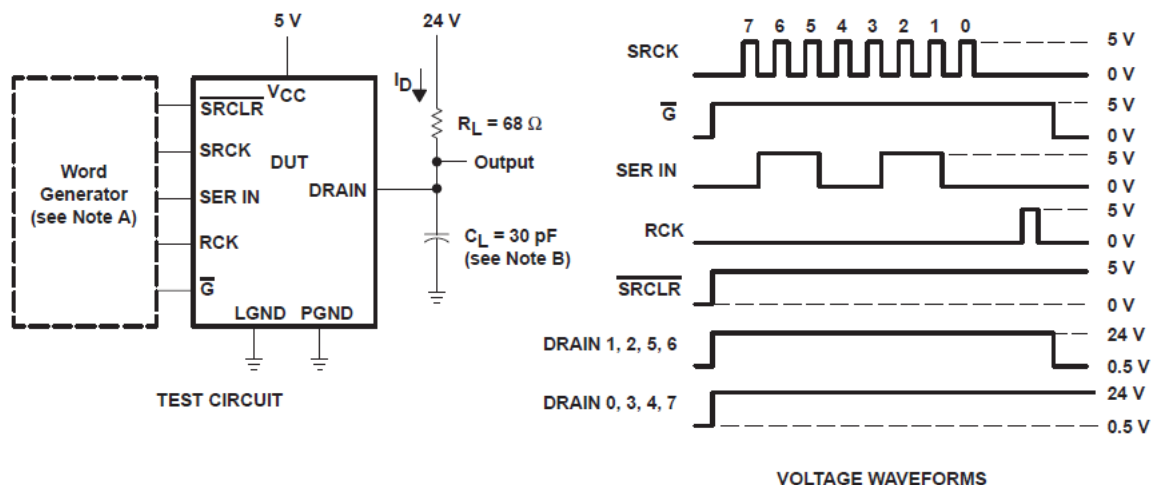 5 V
24 V
VCC
SRCLR
SRCK
DUT
SER IN
DRAIN
RCK
G
LGND PGND
Word
Generator
(see Note A)
ID
RL = 68 Ω
Output
CL = 30 pF
(see Note B)
TEST CIRCUIT
7 6 5 4 3 2 1 0
SRCK
5 V
0 V
G
5 V
0 V
SER IN
5 V
0 V
RCK
5 V
0 V
SRCLR
5 V
0 V
DRAIN 1, 2, 5, 6
24 V
0.5 V
DRAIN 0, 3, 4, 7
24 V
0.5 V
VOLTAGE WAVEFORMS